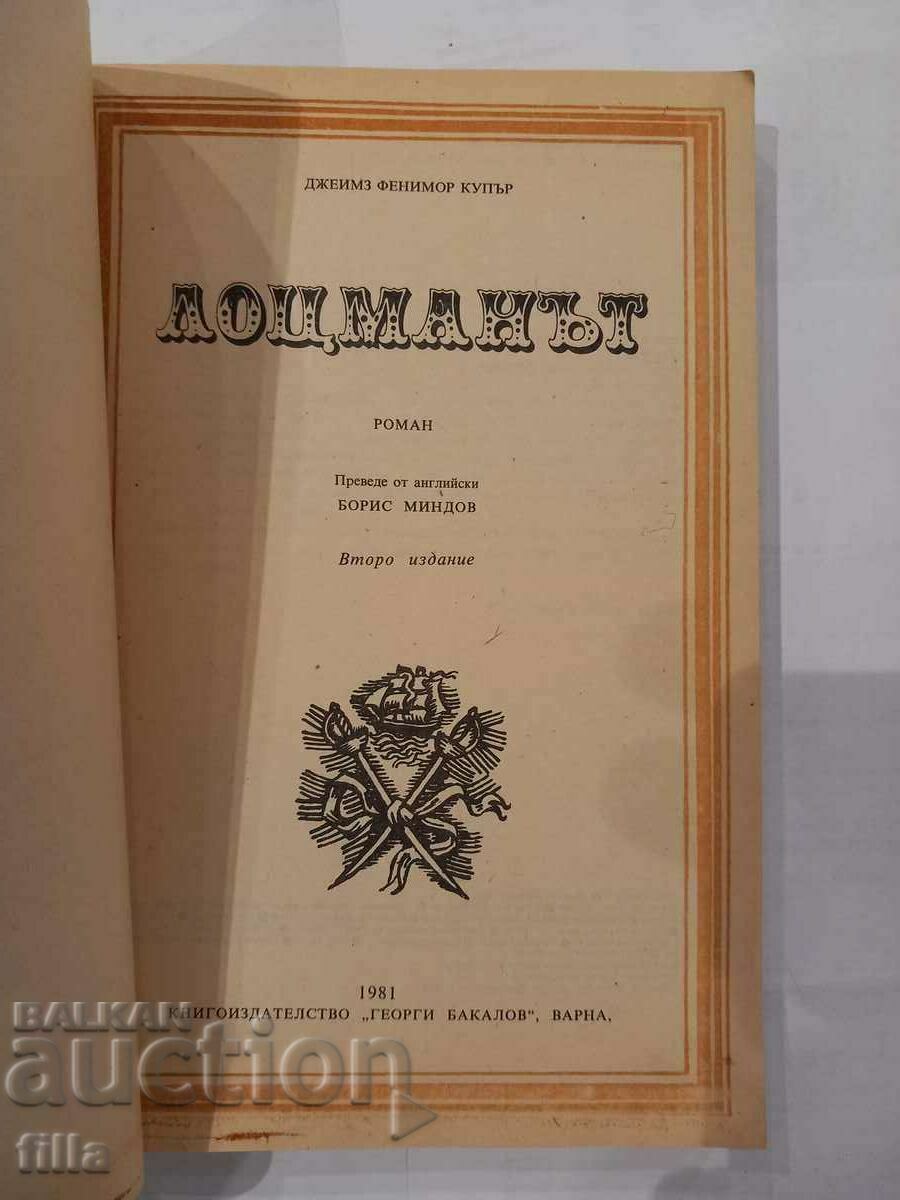 ДЖЕИМЗ ФЕНИМОР КУПЪР
ЛОЦМАНЪТ
РОМАН
Преведе от английски
БОРИС МИНДОВ
Второ издание
1981
КНИГОИЗДАТЕЛСТВО „ГЕОРГИ БАКАЛОВ", ВАРНА,
BALKAN
auction
filla